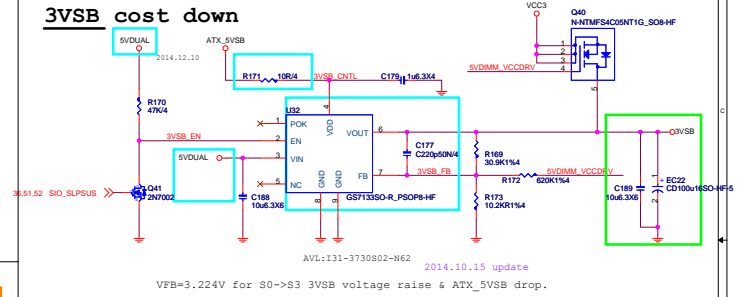 3VSB cost down
VCC3
Q40
N-NTMFS4C05NT1G_SO8-HF
5VDUAL
ATX_5VSB
2014.12.10
1
2
3
4
5VDIMM_VCCDRV
5
R171
10R/4
3VSB_CNTL
C179
1u6.3X4
R170
47K/4
U32
4
1
POK
VDD
VOUT
6
3VSB_EN
2
EN
3VSB
5VDUAL
3
VIN
C177
C220p50N/4
R169
30.9K1%4
5
NC
FB
7
3VSB_FB
5VDIMM_VCCDRV
R172
620K1%/4
GND
GND
8
9
GS7133SO-R_PSOP8-HF
36,51,52 SIO_SLPSUS
Q41
2N7002
C188
10u6.3X6
R173
10.2KR1%4
C189
10u6.3X6
1
+
EC22
CD100u16SO-HF-5
2
C
AVL:I31-3730S02-N62
2014.10.15 update
VFB=3.224V for S0->S3 3VSB voltage raise & ATX_5VSB drop.